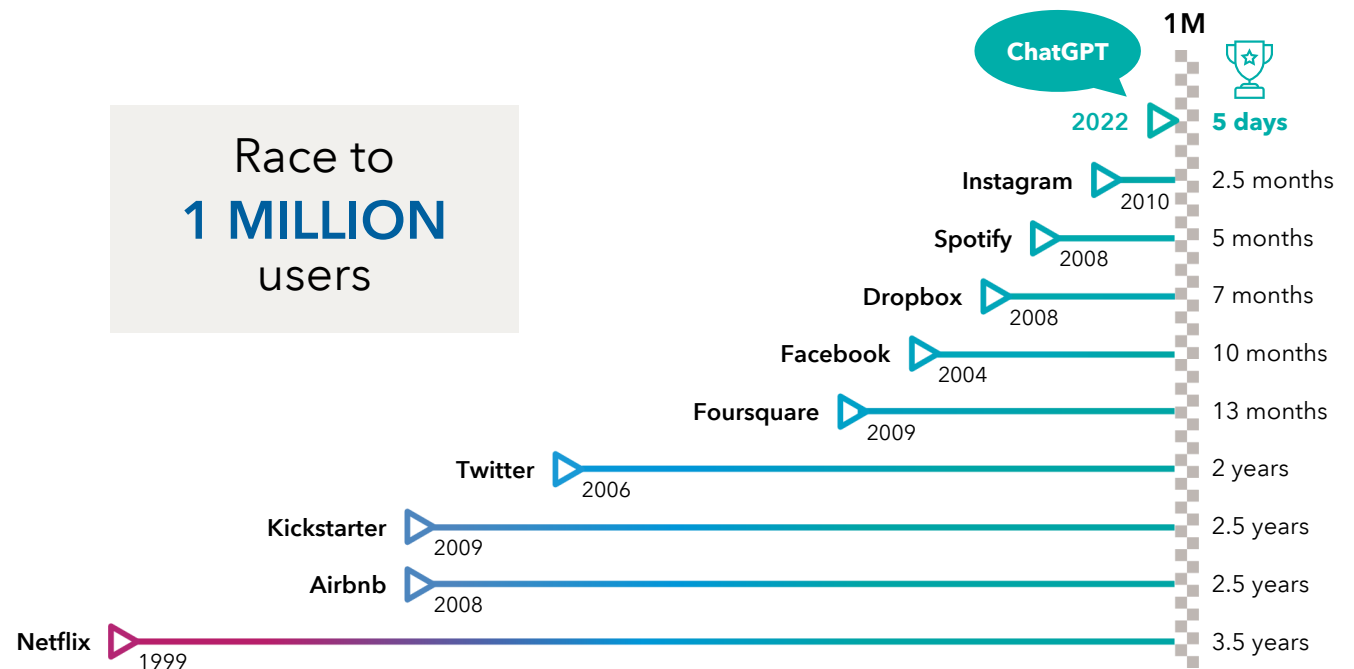 Race to
1 MILLION
users
1M
ChatGPT
2022 5 days
Instagram 2010 2.5 months
Spotify 2008 5 months
Dropbox 2008 7 months
Facebook 2004 10 months
Foursquare 2009 13 months
Twitter 2006 2 years
Kickstarter 2009 2.5 years
Airbnb 2008 2.5 years
Netflix 1999 3.5 years